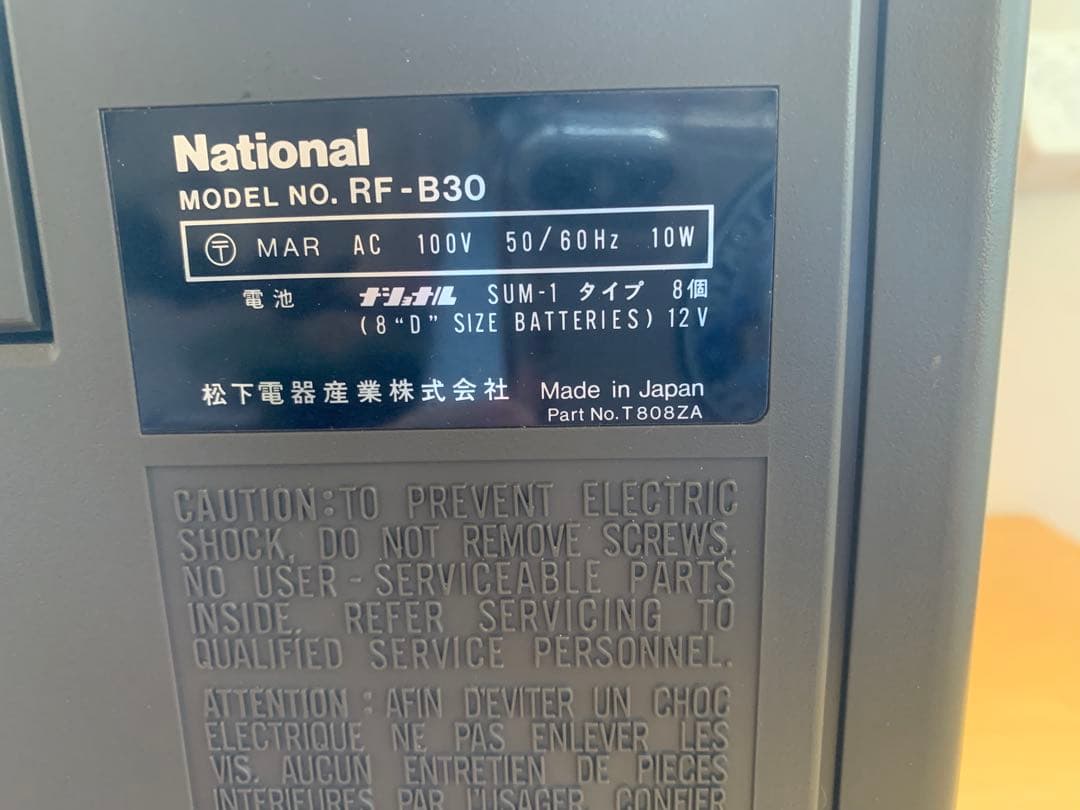 National
MODEL NO. RF-B30
〶 MAR AC 100V 50/60Hz 10W
電池 ナショナル SUM-1 タイプ 8個
(8 “D” SIZE BATTERIES) 12V
松下電器産業株式会社 Made in Japan
Part No. T808ZA
CAUTION: TO PREVENT ELECTRIC
SHOCK, DO NOT REMOVE SCREWS.
NO USER-SERVICEABLE PARTS
INSIDE. REFER SERVICING TO
QUALIFIED SERVICE PERSONNEL.
ATTENTION: AFIN D'EVITER UN CHOC
ELECTRIQUE NE PAS ENLEVER LES
VIS. AUCUN ENTRETIEN DE PIECES
INTERIEURES PAR L'USAGER. CONFIER